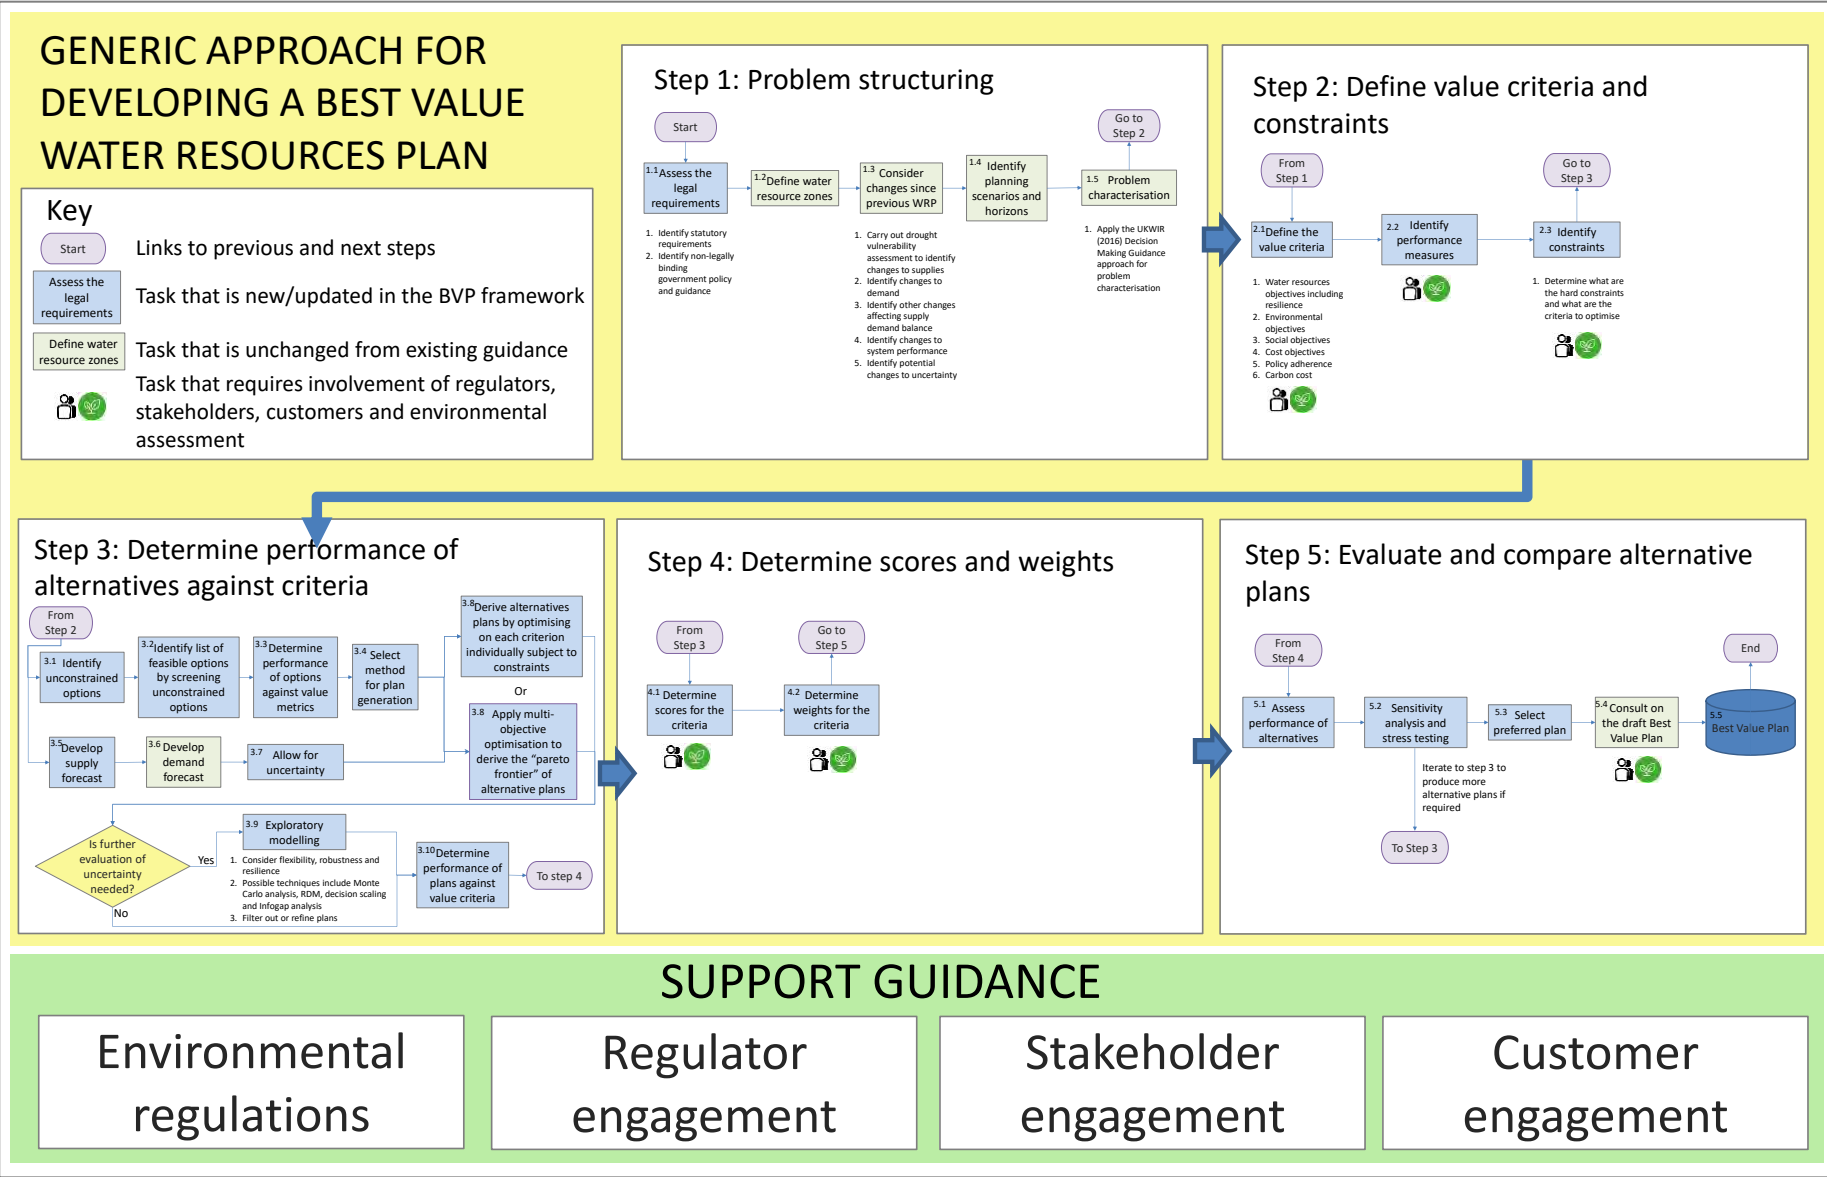 GENERIC APPROACH FOR
DEVELOPING A BEST VALUE
WATER RESOURCES PLAN
Key
Start
Links to previous and next steps
Assess the
legal
requirements
Task that is new/updated in the BVP framework
Define water
resource zones
Task that is unchanged from existing guidance
Task that requires involvement of regulators,
stakeholders, customers and environmental
assessment
Step 1: Problem structuring
Start
1.1 Assess the
legal
requirements
1. Identify statutory
requirements
2. Identify non-legally
binding
government policy
and guidance
1.2 Define water
resource zones
1.3 Consider
changes since
previous WRP
1. Carry out drought
vulnerability
assessment to identify
changes to supplies
2. Identify changes to
demand
3. Identify other changes
affecting supply
demand balance
4. Identify changes to
system performance
5. Identify potential
changes to uncertainty
1.4 Identify
planning
scenarios and
horizons
Go to
Step 2
1.5 Problem
characterisation
1. Apply the UKWIR
(2016) Decision
Making Guidance
approach for
problem
characterisation
Step 2: Define value criteria and
constraints
From
Step 1
2.1 Define the
value criteria
1. Water resources
objectives including
resilience
2. Environmental
objectives
3. Social objectives
4. Cost objectives
5. Policy adherence
6. Carbon cost
2.2 Identify
performance
measures
Go to
Step 3
2.3 Identify
constraints
1. Determine what are
the hard constraints
and what are the
criteria to optimise
Step 3: Determine performance of
alternatives against criteria
From
Step 2
3.1 Identify
unconstrained
options
3.2 Identify list of
feasible options
by screening
unconstrained
options
3.3 Determine
performance
of options
against value
metrics
3.4 Select
method
for plan
generation
3.5 Develop
supply
forecast
3.6 Develop
demand
forecast
3.7 Allow for
uncertainty
3.8 Derive alternatives
plans by optimising
on each criterion
individually subject to
constraints
Or
3.8 Apply multi-
objective
optimisation to
derive the "pareto
frontier" of
alternative plans
Is further
evaluation of
uncertainty
needed?
Yes
No
3.9 Exploratory
modelling
1. Consider flexibility, robustness and
resilience
2. Possible techniques include Monte
Carlo analysis, RDM, decision scaling
and Infogap analysis
3. Filter out or refine plans
3.10 Determine
performance of
plans against
value criteria
To step 4
Step 4: Determine scores and weights
From
Step 3
4.1 Determine
scores for the
criteria
Go to
Step 5
4.2 Determine
weights for the
criteria
Step 5: Evaluate and compare alternative
plans
From
Step 4
5.1 Assess
performance of
alternatives
5.2 Sensitivity
analysis and
stress testing
Iterate to step 3 to
produce more
alternative plans if
required
To Step 3
5.3 Select
preferred plan
5.4 Consult on
the draft Best
Value Plan
End
5.5
Best Value Plan
SUPPORT GUIDANCE
Environmental
regulations
Regulator
engagement
Stakeholder
engagement
Customer
engagement